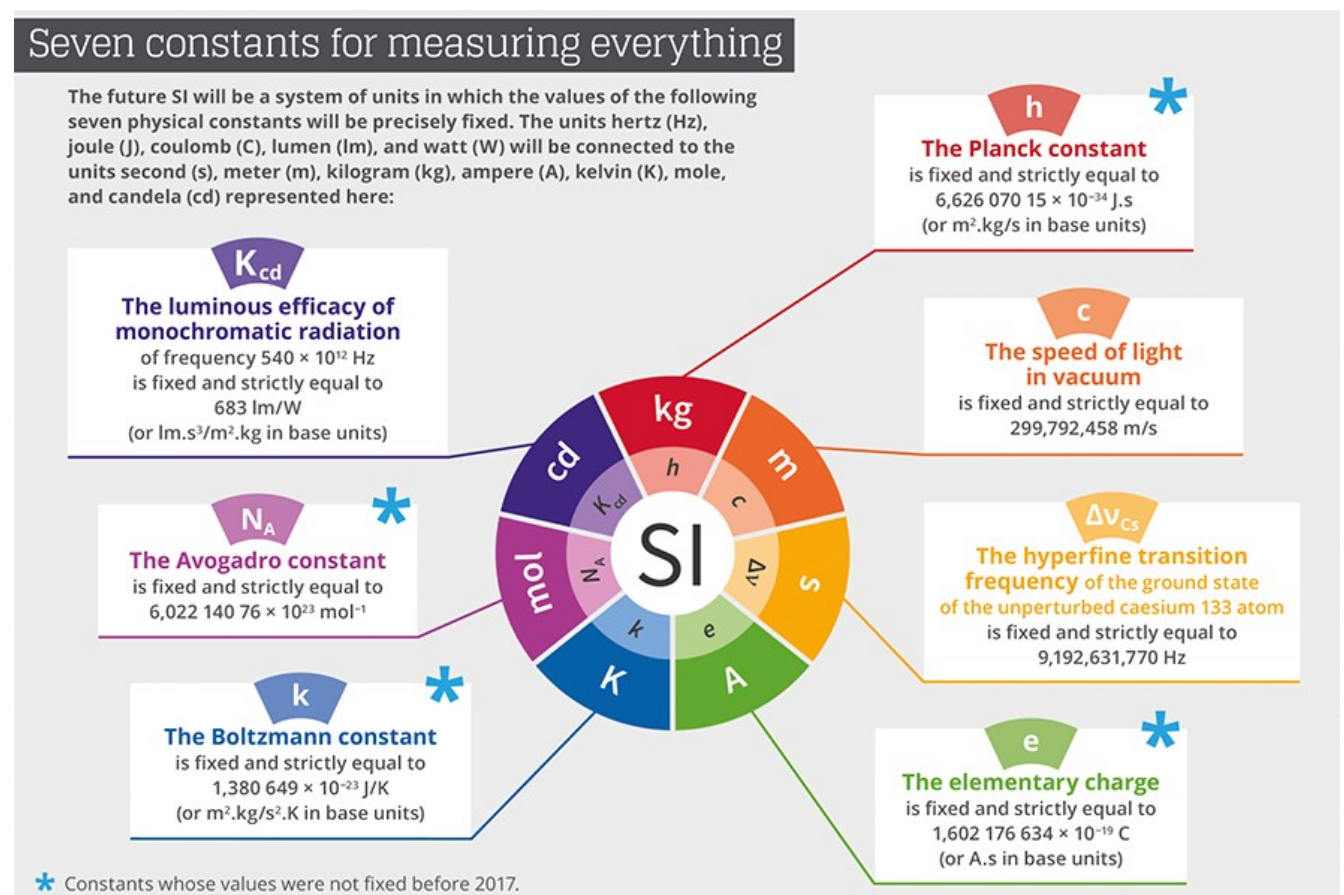 Seven constants for measuring everything
The future SI will be a system of units in which the values of the following
seven physical constants will be precisely fixed. The units hertz (Hz),
joule (J), coulomb (C), lumen (lm), and watt (W) will be connected to the
units second (s), meter (m), kilogram (kg), ampere (A), kelvin (K), mole,
and candela (cd) represented here:
h
The Planck constant
is fixed and strictly equal to
6,626 070 15 × 10⁻³⁴ J.s
(or m².kg/s in base units)
K_cd
The luminous efficacy of
monochromatic radiation
of frequency 540 × 10¹² Hz
is fixed and strictly equal to
683 lm/W
(or lm.s³/m².kg in base units)
c
The speed of light
in vacuum
is fixed and strictly equal to
299,792,458 m/s
kg
m
s
A
K
mol
cd
h
c
Δν
e
k
N_A
K_cd
SI
N_A
The Avogadro constant
is fixed and strictly equal to
6,022 140 76 × 10²³ mol⁻¹
Δν_Cs
The hyperfine transition
frequency of the ground state
of the unperturbed caesium 133 atom
is fixed and strictly equal to
9,192,631,770 Hz
k
The Boltzmann constant
is fixed and strictly equal to
1,380 649 × 10⁻²³ J/K
(or m².kg/s².K in base units)
e
The elementary charge
is fixed and strictly equal to
1,602 176 634 × 10⁻¹⁹ C
(or A.s in base units)
* Constants whose values were not fixed before 2017.